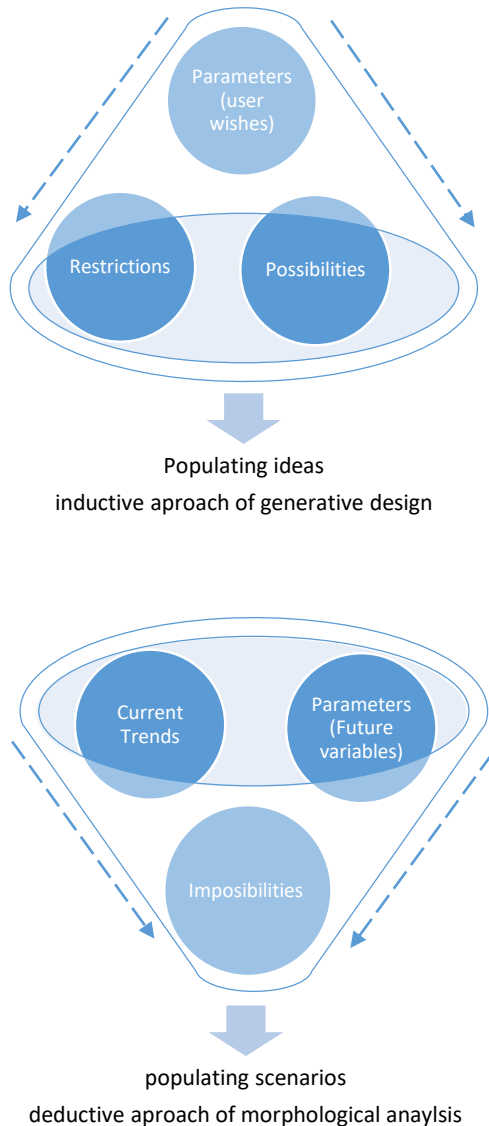 Parameters
(user
wishes)
Restrictions
Possibilities
Populating ideas
inductive aproach of generative design
Current
Trends
Parameters
(Future
variables)
Imposibilities
populating scenarios
deductive aproach of morphological anaylsis